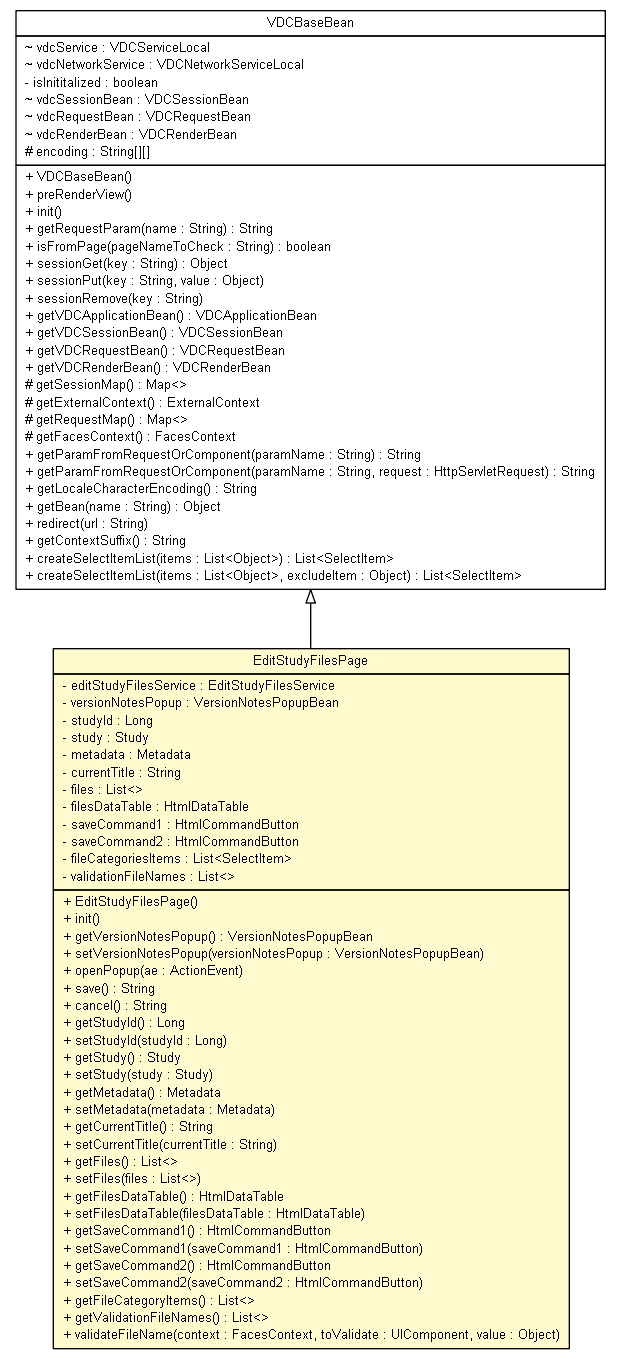 VDCBaseBean
~ vdcService : VDCServiceLocal
~ vdcNetworkService : VDCNetworkServiceLocal
- isInititalized : boolean
~ vdcSessionBean : VDCSessionBean
~ vdcRequestBean : VDCRequestBean
~ vdcRenderBean : VDCRenderBean
# encoding : String[][]
+ VDCBaseBean()
+ preRenderView()
+ init()
+ getRequestParam(name : String) : String
+ isFromPage(pageNameToCheck : String) : boolean
+ sessionGet(key : String) : Object
+ sessionPut(key : String, value : Object)
+ sessionRemove(key : String)
+ getVDCApplicationBean() : VDCApplicationBean
+ getVDCSessionBean() : VDCSessionBean
+ getVDCRequestBean() : VDCRequestBean
+ getVDCRenderBean() : VDCRenderBean
# getSessionMap() : Map<>
# getExternalContext() : ExternalContext
# getRequestMap() : Map<>
# getFacesContext() : FacesContext
+ getParamFromRequestOrComponent(paramName : String) : String
+ getParamFromRequestOrComponent(paramName : String, request : HttpServletRequest) : String
+ getLocaleCharacterEncoding() : String
+ getBean(name : String) : Object
+ redirect(url : String)
+ getContextSuffix() : String
+ createSelectItemList(items : List<Object>) : List<SelectItem>
+ createSelectItemList(items : List<Object>, excludeItem : Object) : List<SelectItem>
EditStudyFilesPage
- editStudyFilesService : EditStudyFilesService
- versionNotesPopup : VersionNotesPopupBean
- studyId : Long
- study : Study
- metadata : Metadata
- currentTitle : String
- files : List<>
- filesDataTable : HtmlDataTable
- saveCommand1 : HtmlCommandButton
- saveCommand2 : HtmlCommandButton
- fileCategoriesItems : List<SelectItem>
- validationFileNames : List<>
+ EditStudyFilesPage()
+ init()
+ getVersionNotesPopup() : VersionNotesPopupBean
+ setVersionNotesPopup(versionNotesPopup : VersionNotesPopupBean)
+ openPopup(ae : ActionEvent)
+ save() : String
+ cancel() : String
+ getStudyId() : Long
+ setStudyId(studyId : Long)
+ getStudy() : Study
+ setStudy(study : Study)
+ getMetadata() : Metadata
+ setMetadata(metadata : Metadata)
+ getCurrentTitle() : String
+ setCurrentTitle(currentTitle : String)
+ getFiles() : List<>
+ setFiles(files : List<>)
+ getFilesDataTable() : HtmlDataTable
+ setFilesDataTable(filesDataTable : HtmlDataTable)
+ getSaveCommand1() : HtmlCommandButton
+ setSaveCommand1(saveCommand1 : HtmlCommandButton)
+ getSaveCommand2() : HtmlCommandButton
+ setSaveCommand2(saveCommand2 : HtmlCommandButton)
+ getFileCategoryItems() : List<>
+ getValidationFileNames() : List<>
+ validateFileName(context : FacesContext, toValidate : UIComponent, value : Object)